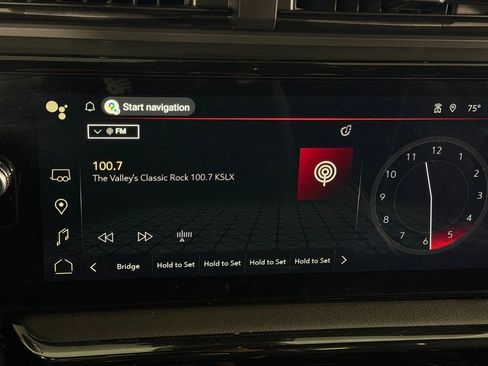 Start navigation
75°
FM
100.7
The Valley's Classic Rock 100.7 KSLX
12
11
1
10
2
9
3
8
4
7
5
6
Bridge
Hold to Set
Hold to Set
Hold to Set
Hold to Set